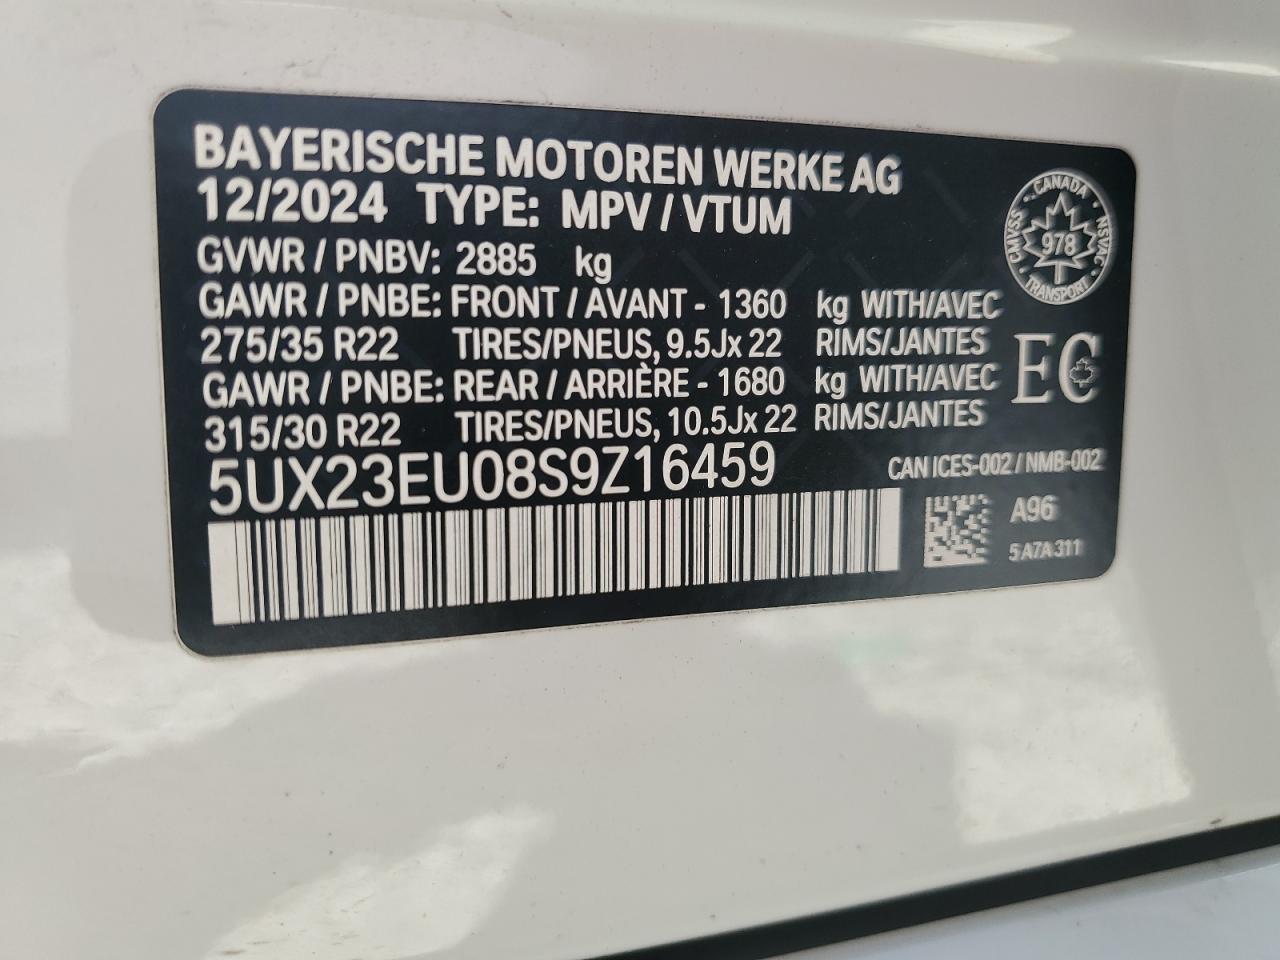 BAYERISCHE MOTOREN WERKE AG
12/2024 TYPE: MPV / VTUM
GVWR / PNBV: 2885 kg
GAWR / PNBE: FRONT / AVANT - 1360 kg WITH/AVEC
275/35 R22 TIRES/PNEUS, 9.5Jx 22 RIMS/JANTES
GAWR / PNBE: REAR / ARRIÈRE - 1680 kg WITH/AVEC
315/30 R22 TIRES/PNEUS, 10.5Jx 22 RIMS/JANTES
5UX23EU08S9Z16459
CANADA
CMVSS
NSVAC
978
TRANSPORT
EC
CAN ICES-002 / NMB-002
A96
5 A7A 311